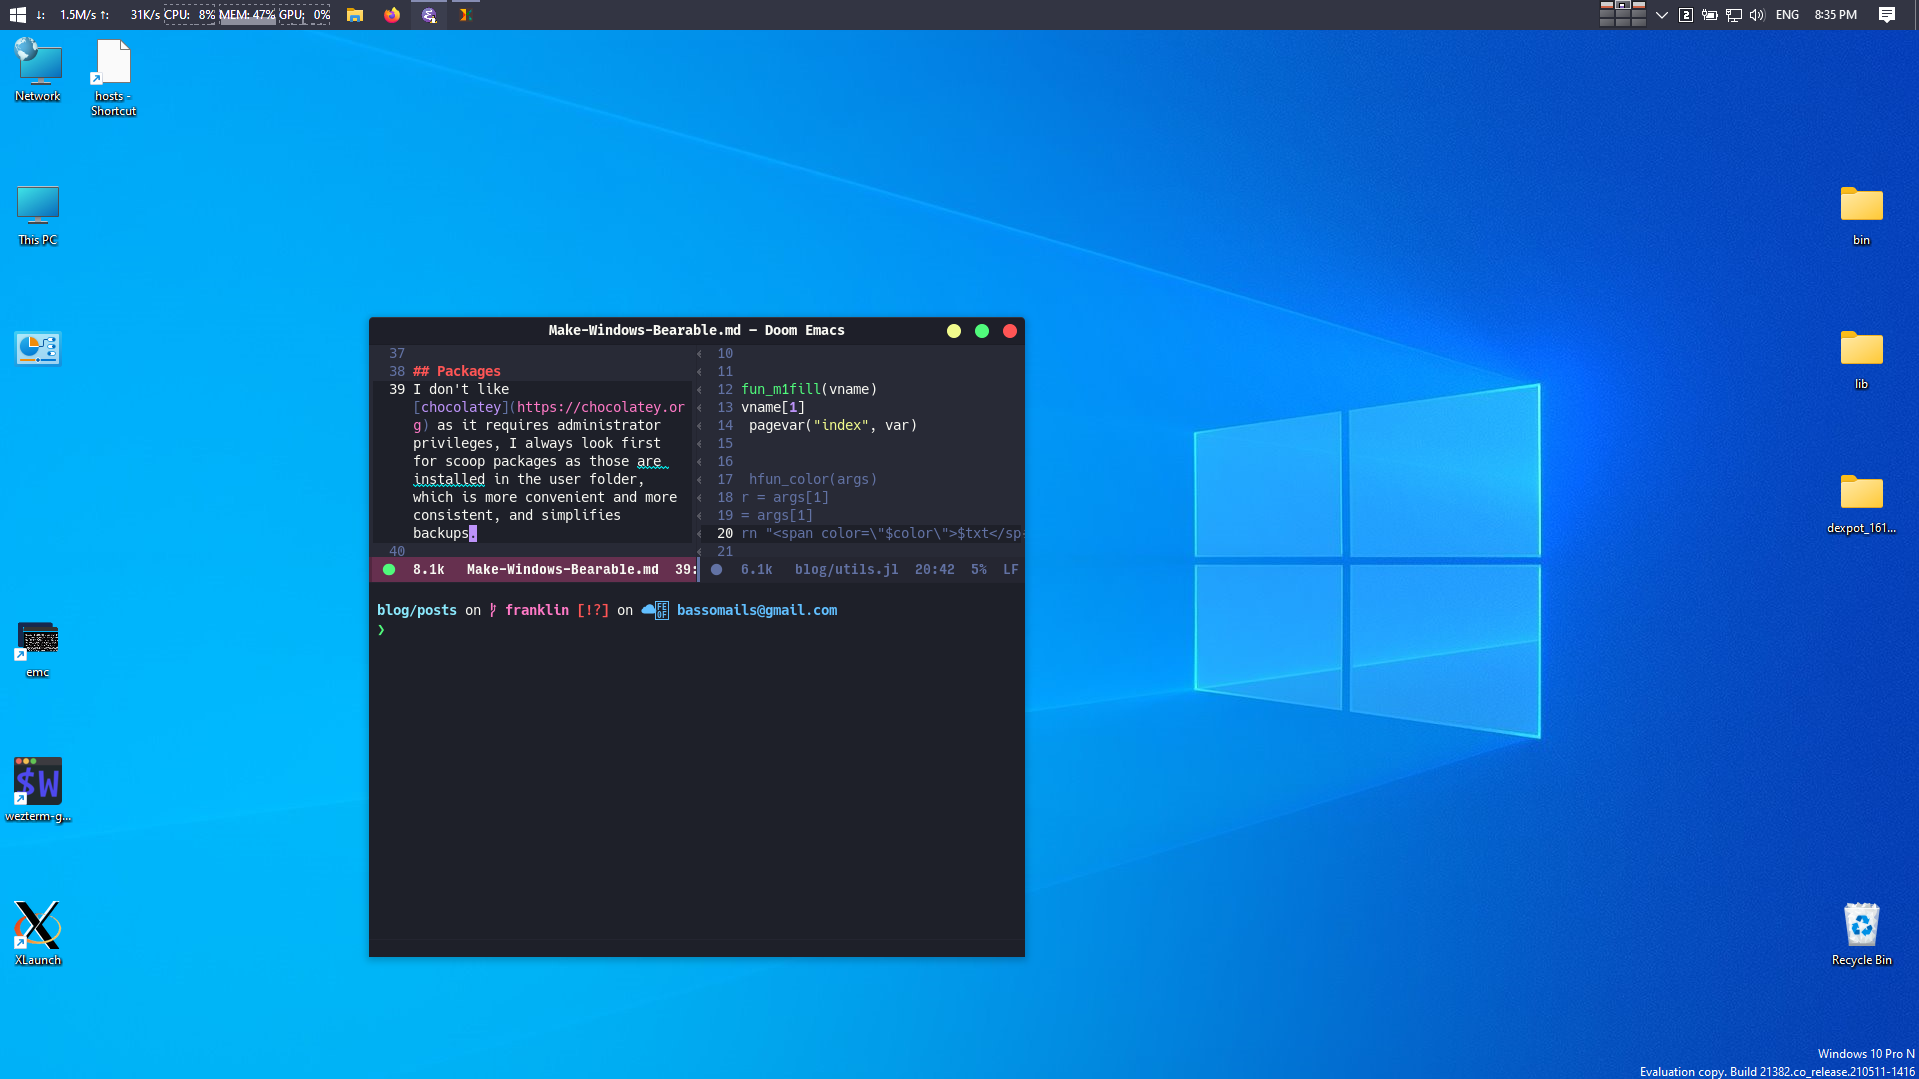 ↓: 1.5M/s ↑: 31K/s CPU: 8% MEM: 47% GPU: 0%
2 ENG 8:35 PM
Network
hosts -
Shortcut
This PC
emc
wezterm-g...
XLaunch
bin
lib
dexpot_161...
Recycle Bin
Make-Windows-Bearable.md – Doom Emacs
37
38 ## Packages
39 I don't like
[chocolatey](https://chocolatey.or
g) as it requires administrator
privileges, I always look first
for scoop packages as those are
installed in the user folder,
which is more convenient and more
consistent, and simplifies
backups.
40
8.1k Make-Windows-Bearable.md 39:
10
11
12 fun_m1fill(vname)
13 vname[1]
14 pagevar("index", var)
15
16
17 hfun_color(args)
18 r = args[1]
19 = args[1]
20 rn "<span color=\"$color\">$txt</sp
21
6.1k blog/utils.jl 20:42 5% LF
blog/posts on franklin [!?] on ☁ FE0F bassomails@gmail.com
❯
Windows 10 Pro N
Evaluation copy. Build 21382.co_release.210511-1416